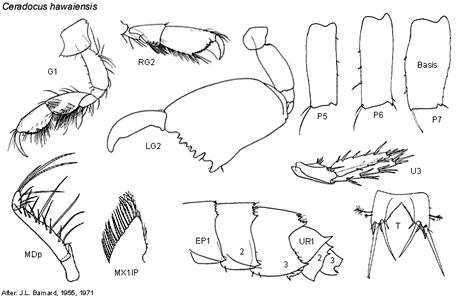 Ceradocus hawaiensis
G1
RG2
LG2
P5
P6
Basis
P7
U3
MDp
MX1IP
EP1
2
3
UR1
2
3
T
After: J.L. Barnard, 1955, 1971